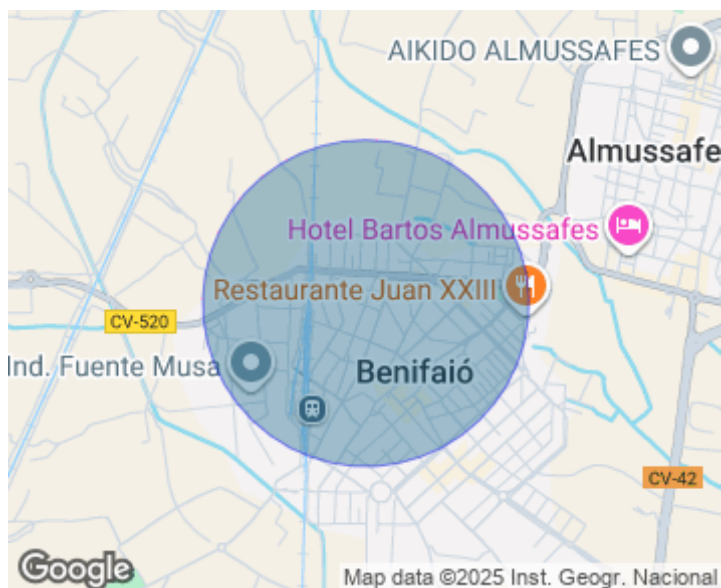 AIKIDO ALMUSSAFES
Almussafe
Hotel Bartos Almussafes
Restaurante Juan XXIII
CV-520
Ind. Fuente Musa
Benifaió
CV-42
Google
Map data ©2025 Inst. Geogr. Nacional